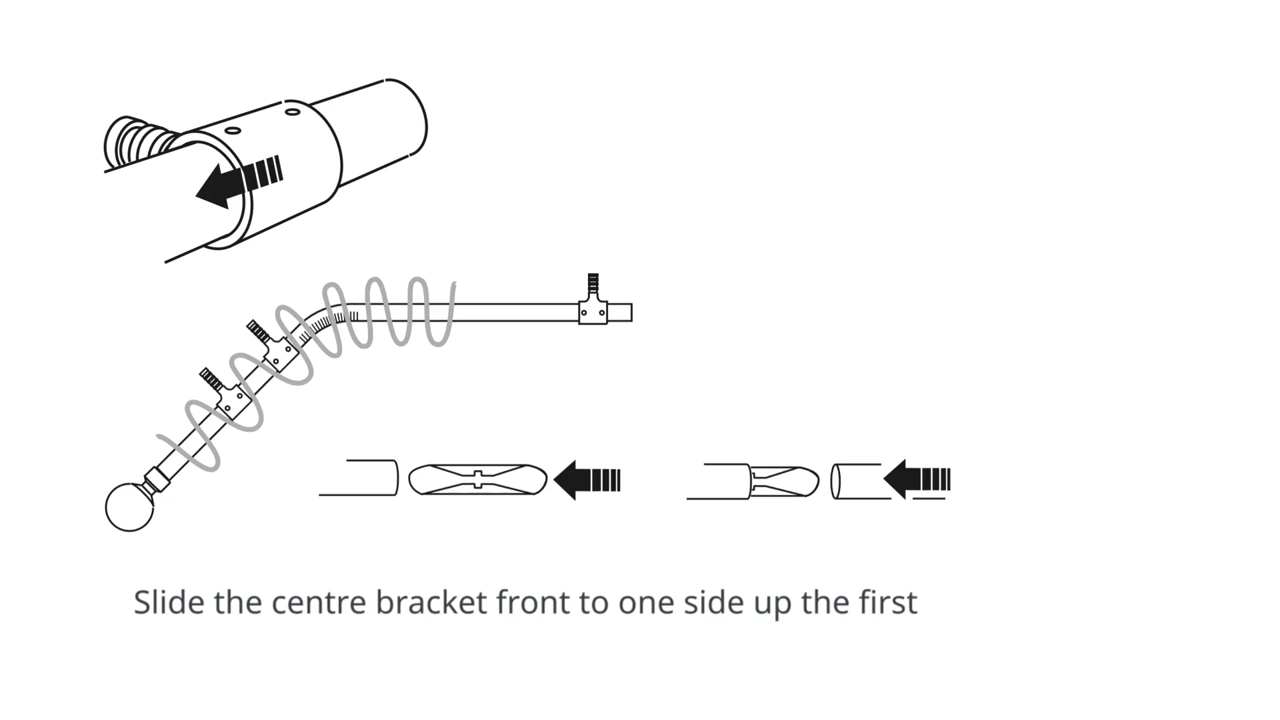 Slide the centre bracket front to one side up the first